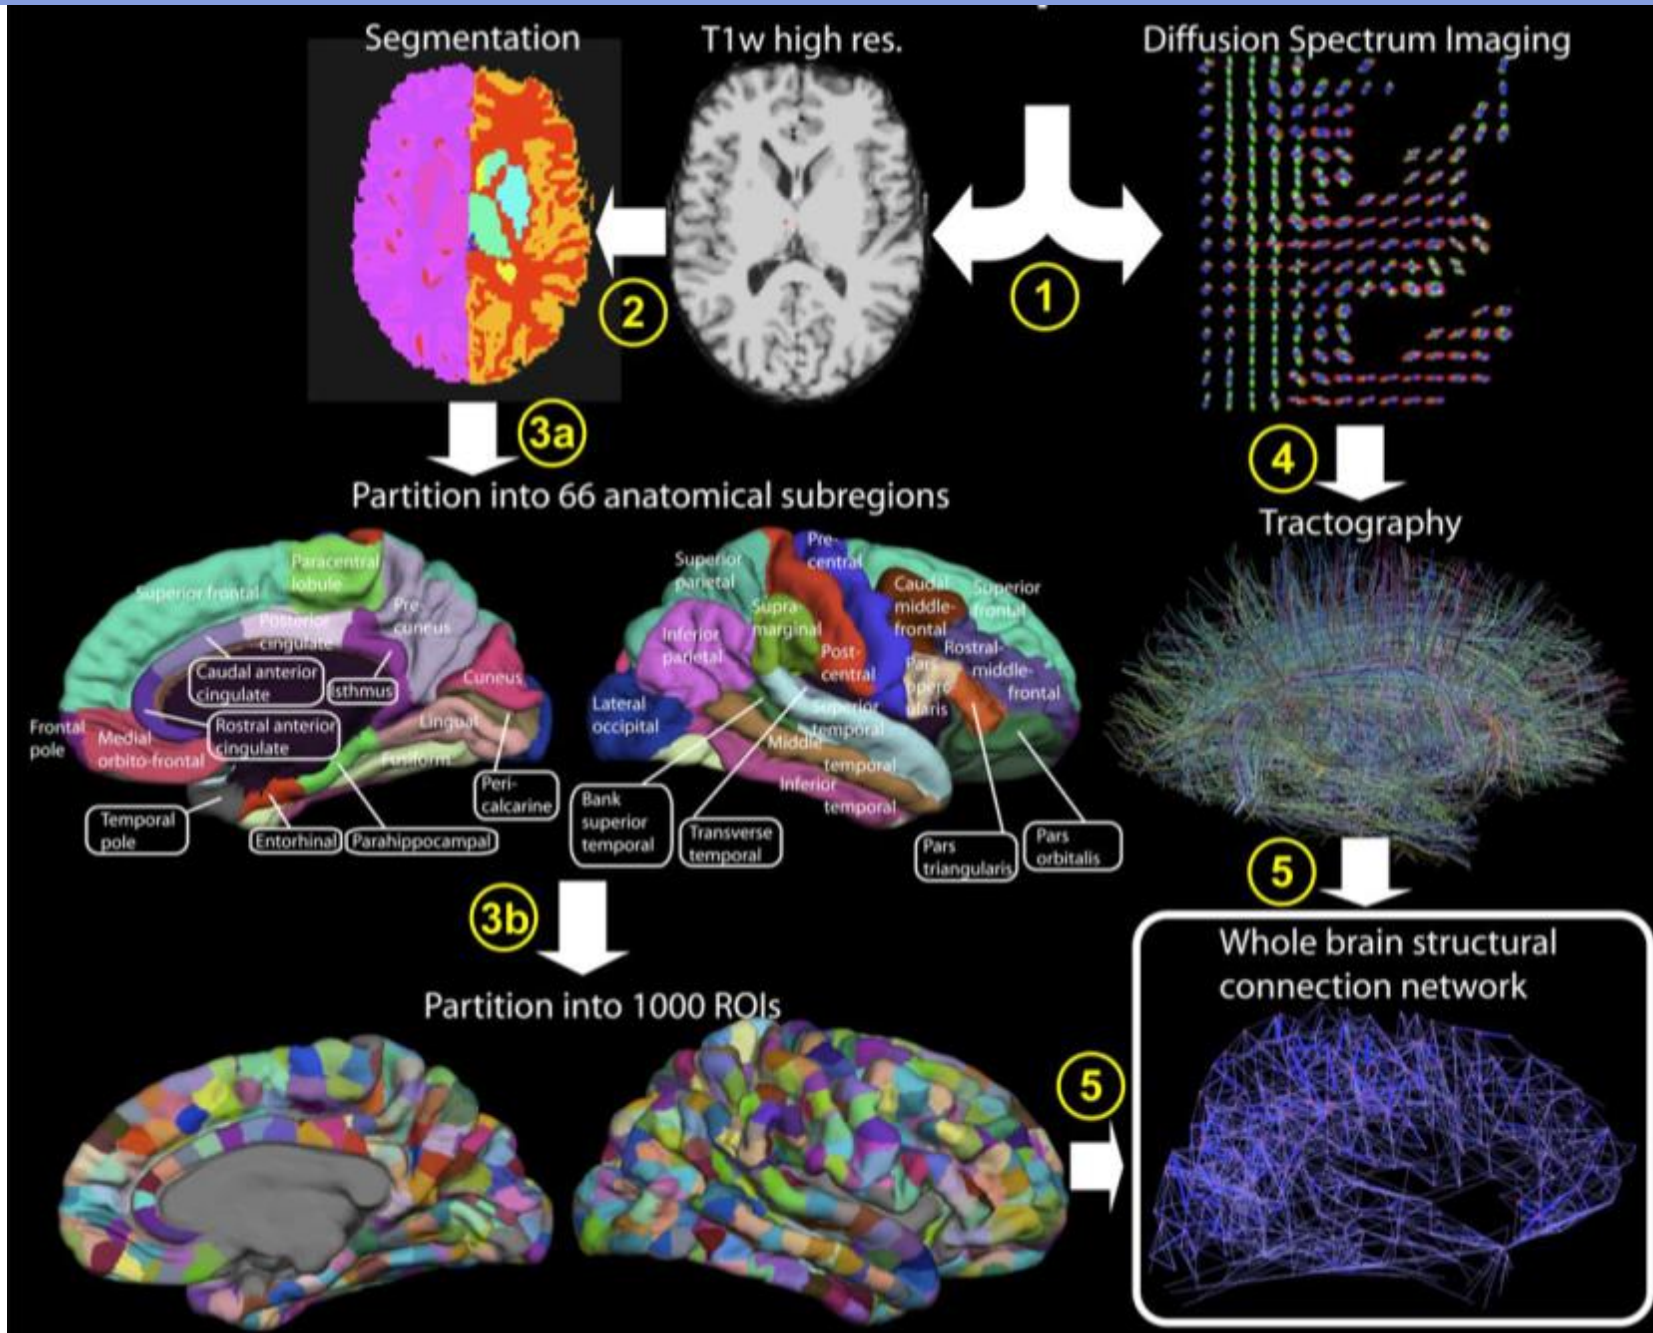 Segmentation
T1w high res.
Diffusion Spectrum Imaging
1
2
3a
4
Partition into 66 anatomical subregions
Tractography
Paracentral
lobule
Superior frontal
Posterior
cingulate
Pre-
cuneus
Caudal anterior
cingulate
Isthmus
Cuneus
Rostral anterior
cingulate
Frontal
pole
Medial
orbito-frontal
Lingual
Fusiform
Peri-
calcarine
Temporal
pole
Entorhinal
Parahippocampal
Superior
parietal
Pre-
central
Caudal
middle-
frontal
Superior
frontal
Supra-
marginal
Inferior
parietal
Post-
central
Rostral-
middle-
frontal
Pars
operc
ularis
Lateral
occipital
Superior
temporal
Middle
temporal
Inferior
temporal
Bank
superior
temporal
Transverse
temporal
Pars
triangularis
Pars
orbitalis
5
3b
Whole brain structural
connection network
Partition into 1000 ROIs
5